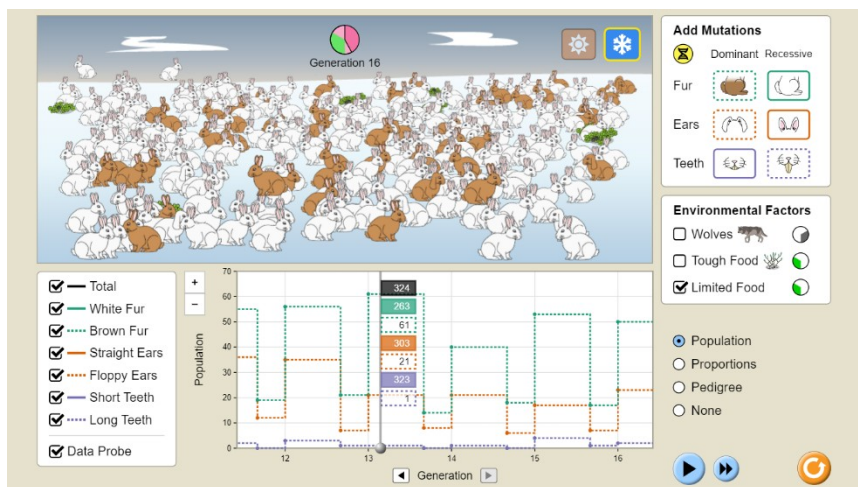 Generation 16
Add Mutations
Dominant Recessive
Fur
Ears
Teeth
Environmental Factors
Wolves
Tough Food
Limited Food
Population
Proportions
Pedigree
None
Total
White Fur
Brown Fur
Straight Ears
Floppy Ears
Short Teeth
Long Teeth
Data Probe
+
−
Population
70
60
50
40
30
20
10
0
324
263
61
303
21
323
1
12 13 14 15 16
Generation